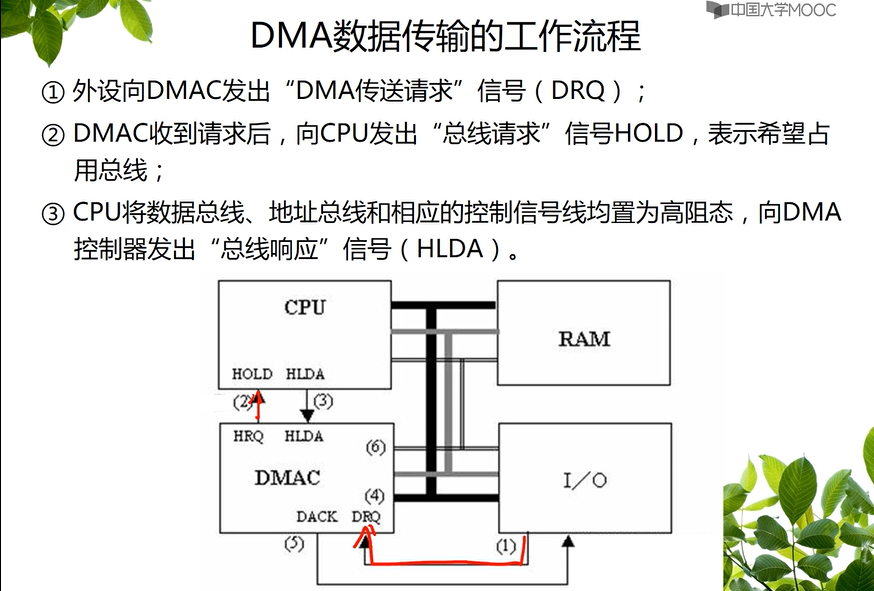 中国大学MOOC
DMA数据传输的工作流程
① 外设向DMAC发出“DMA传送请求”信号（DRQ）；
② DMAC收到请求后，向CPU发出“总线请求”信号HOLD，表示希望占
用总线；
③ CPU将数据总线、地址总线和相应的控制信号线均置为高阻态，向DMA
控制器发出“总线响应”信号（HLDA）。
CPU
RAM
HOLD HLDA
(2) (3)
HRQ HLDA
(6)
DMAC
I/O
(4)
DACK DRQ
(5) (1)